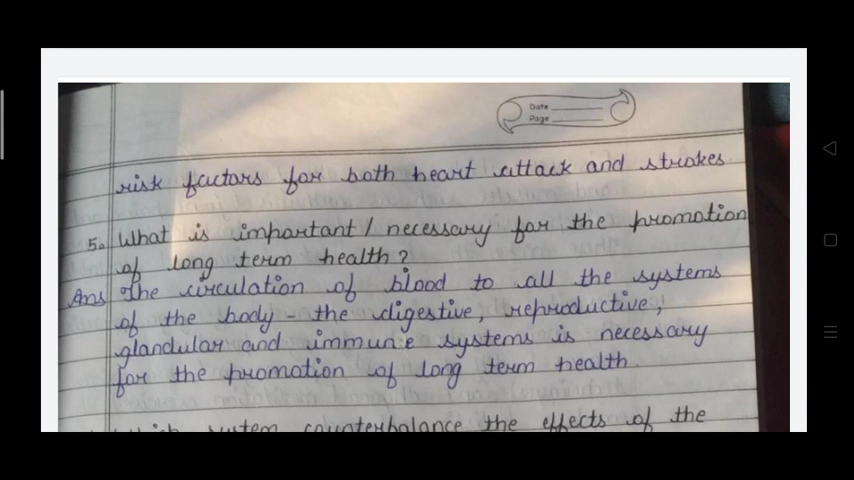 Date
Page
risk factors for both heart attack and strokes
5. What is important / necessary for the promotion
of long term health ?
Ans The circulation of blood to all the systems
of the body - the digestive, reproductive,
glandular and immune systems is necessary
for the promotion of long term health
system counterbalance the effects of the